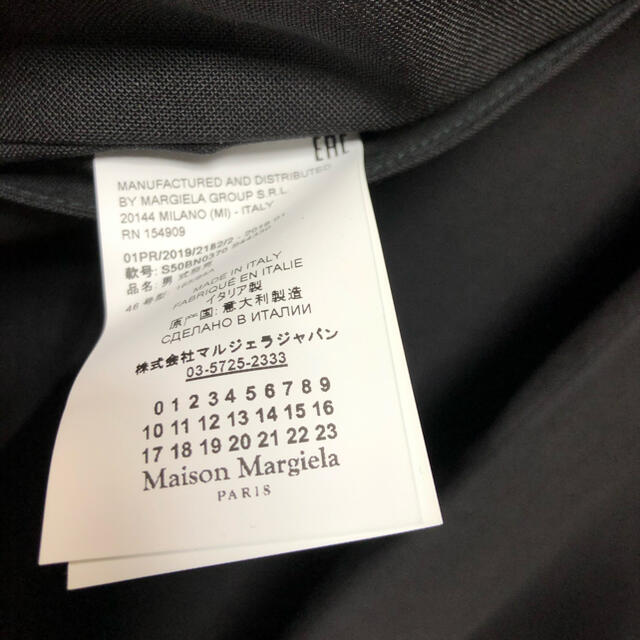 EAC
MANUFACTURED AND DISTRIBUTED
BY MARGIELA GROUP S.R.L.
20144 MILANO (MI) - ITALY
RN 154909
01PR/2019/2182/2 - 2019 01
款号: S50BN0370
品名: 男
46
MADE IN ITALY
FABRIQUE EN ITALIE
イタリア製
原产国: 意大利製造
СДЕЛАНО В ИТАЛИИ
株式会社マルジェラジャパン
03-5725-2333
0 1 2 3 4 5 6 7 8 9
10 11 12 13 14 15 16
17 18 19 20 21 22 23
Maison Margiela
PARIS